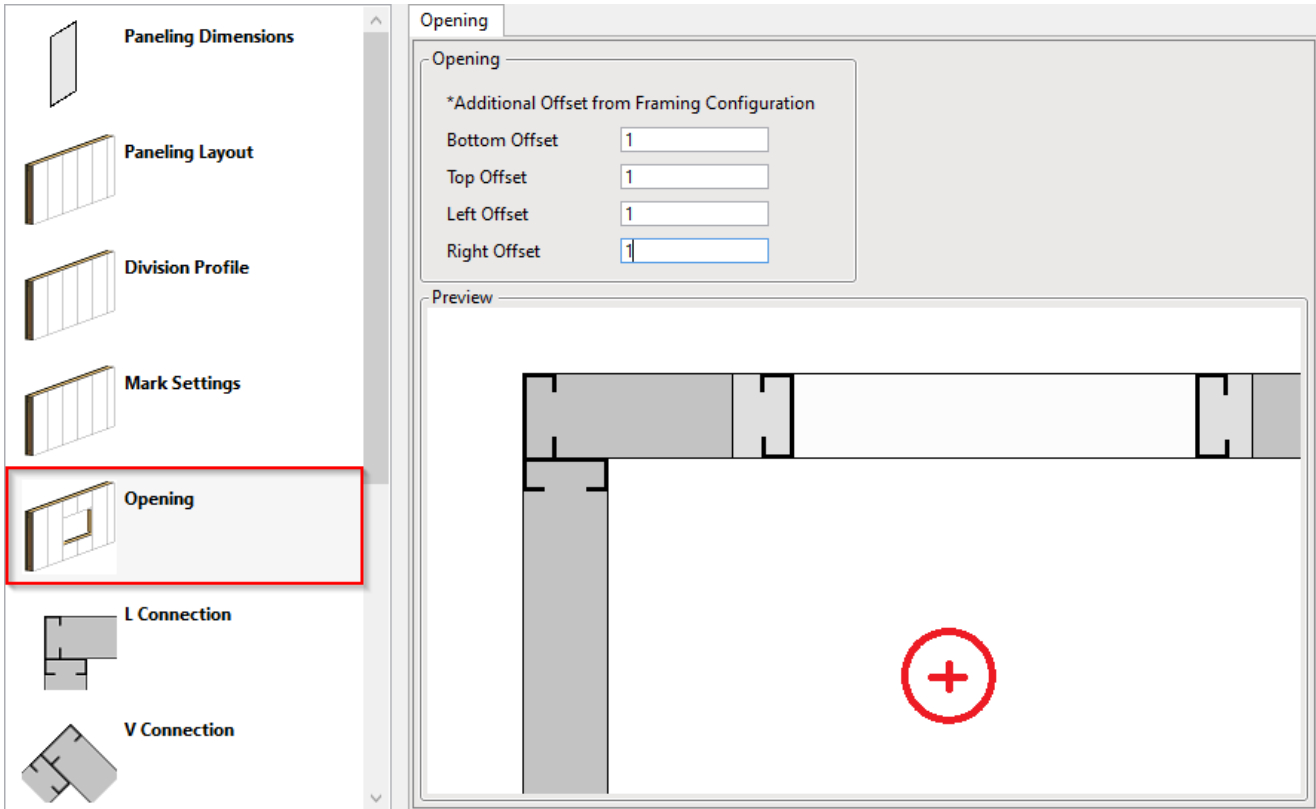 Paneling Dimensions
Paneling Layout
Division Profile
Mark Settings
Opening
L Connection
V Connection
Opening
Opening
*Additional Offset from Framing Configuration
Bottom Offset 1
Top Offset 1
Left Offset 1
Right Offset 1
Preview